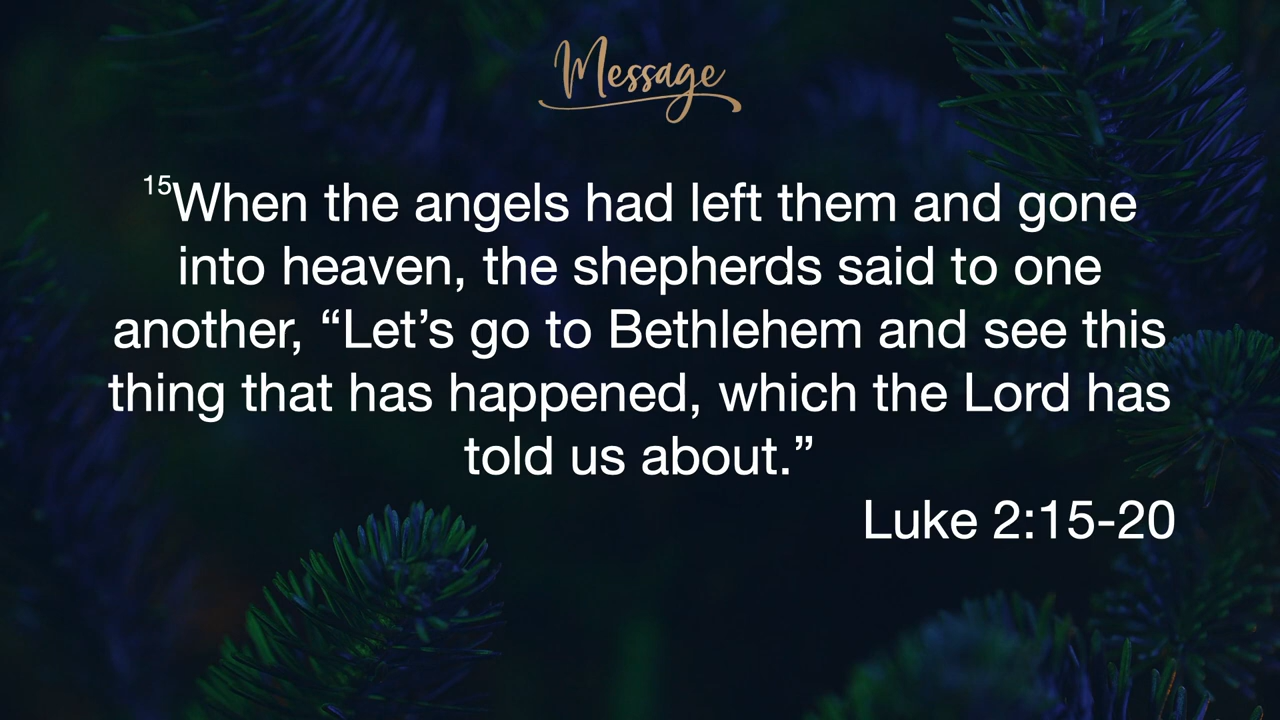 Message
15When the angels had left them and gone
into heaven, the shepherds said to one
another, “Let’s go to Bethlehem and see this
thing that has happened, which the Lord has
told us about.”
Luke 2:15-20